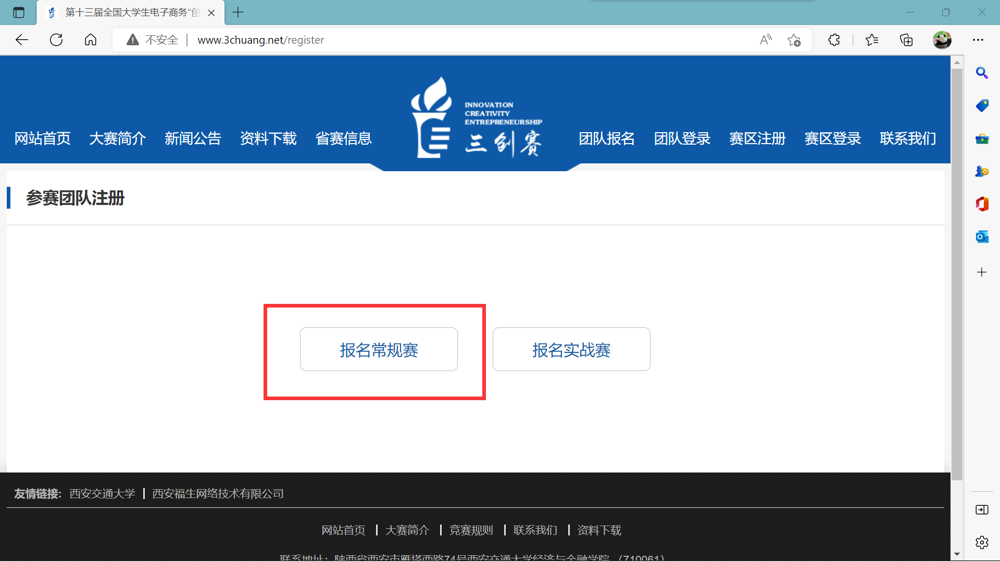 第十三届全国大学生电子商务“创
不安全 www.3chuang.net/register
INNOVATION
CREATIVITY
ENTREPRENEURSHIP
三创赛
网站首页 大赛简介 新闻公告 资料下载 省赛信息 团队报名 团队登录 赛区注册 赛区登录 联系我们
参赛团队注册
报名常规赛 报名实战赛
友情链接: 西安交通大学 西安福生网络技术有限公司
网站首页 大赛简介 竞赛规则 联系我们 资料下载
联系地址：陕西省西安市雁塔西路74号西安交通大学经济与金融学院 （710061）